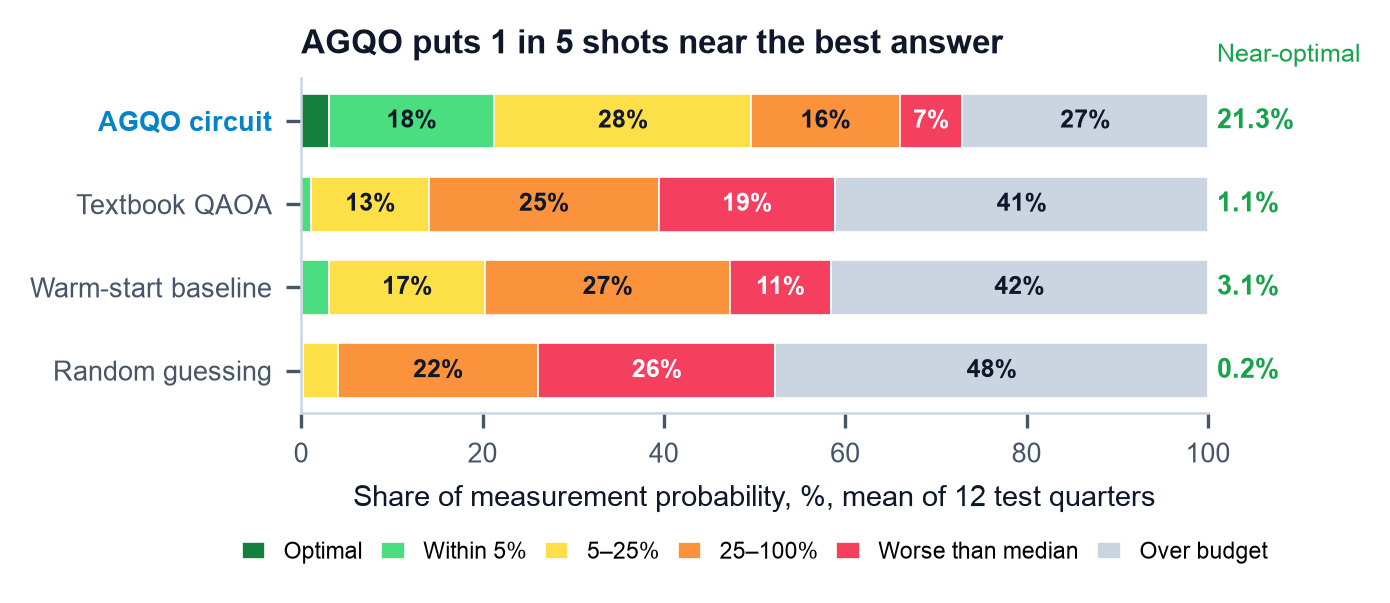 AGQO puts 1 in 5 shots near the best answer
Near-optimal
AGQO circuit 18% 28% 16% 7% 27% 21.3%
Textbook QAOA 13% 25% 19% 41% 1.1%
Warm-start baseline 17% 27% 11% 42% 3.1%
Random guessing 22% 26% 48% 0.2%
0 20 40 60 80 100
Share of measurement probability, %, mean of 12 test quarters
Optimal Within 5% 5–25% 25–100% Worse than median Over budget